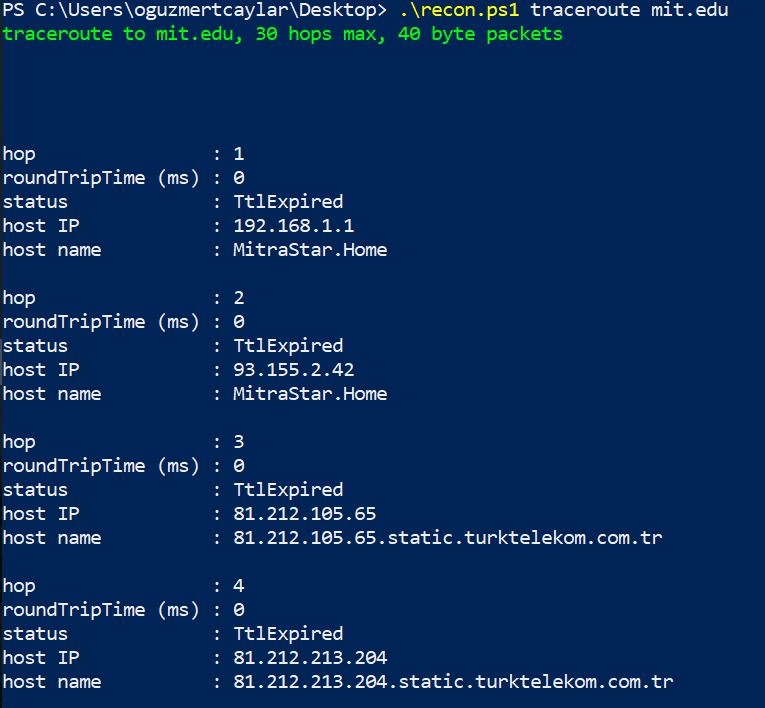 PS C:\Users\oguzmertcaylar\Desktop> .\recon.ps1 traceroute mit.edu
traceroute to mit.edu, 30 hops max, 40 byte packets
hop                : 1
roundTripTime (ms) : 0
status             : TtlExpired
host IP            : 192.168.1.1
host name          : MitraStar.Home
hop                : 2
roundTripTime (ms) : 0
status             : TtlExpired
host IP            : 93.155.2.42
host name          : MitraStar.Home
hop                : 3
roundTripTime (ms) : 0
status             : TtlExpired
host IP            : 81.212.105.65
host name          : 81.212.105.65.static.turktelekom.com.tr
hop                : 4
roundTripTime (ms) : 0
status             : TtlExpired
host IP            : 81.212.213.204
host name          : 81.212.213.204.static.turktelekom.com.tr